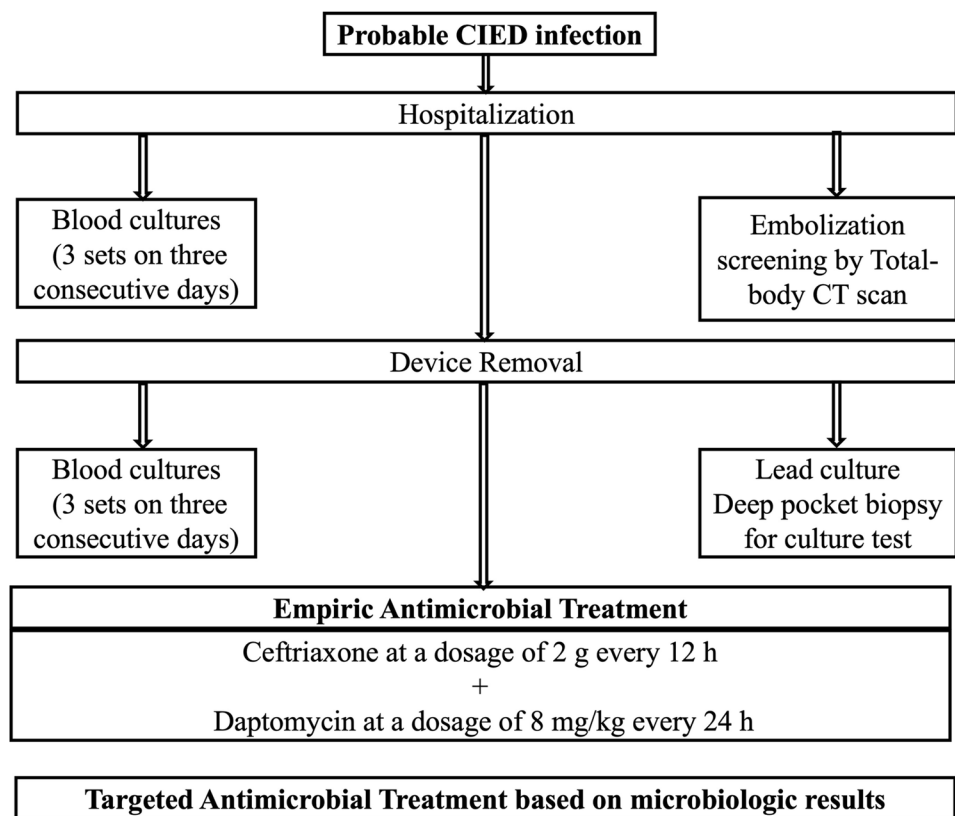 Probable CIED infection
Hospitalization
Blood cultures
(3 sets on three
consecutive days)
Embolization
screening by Total-
body CT scan
Device Removal
Blood cultures
(3 sets on three
consecutive days)
Lead culture
Deep pocket biopsy
for culture test
Empiric Antimicrobial Treatment
Ceftriaxone at a dosage of 2 g every 12 h
+
Daptomycin at a dosage of 8 mg/kg every 24 h
Targeted Antimicrobial Treatment based on microbiologic results